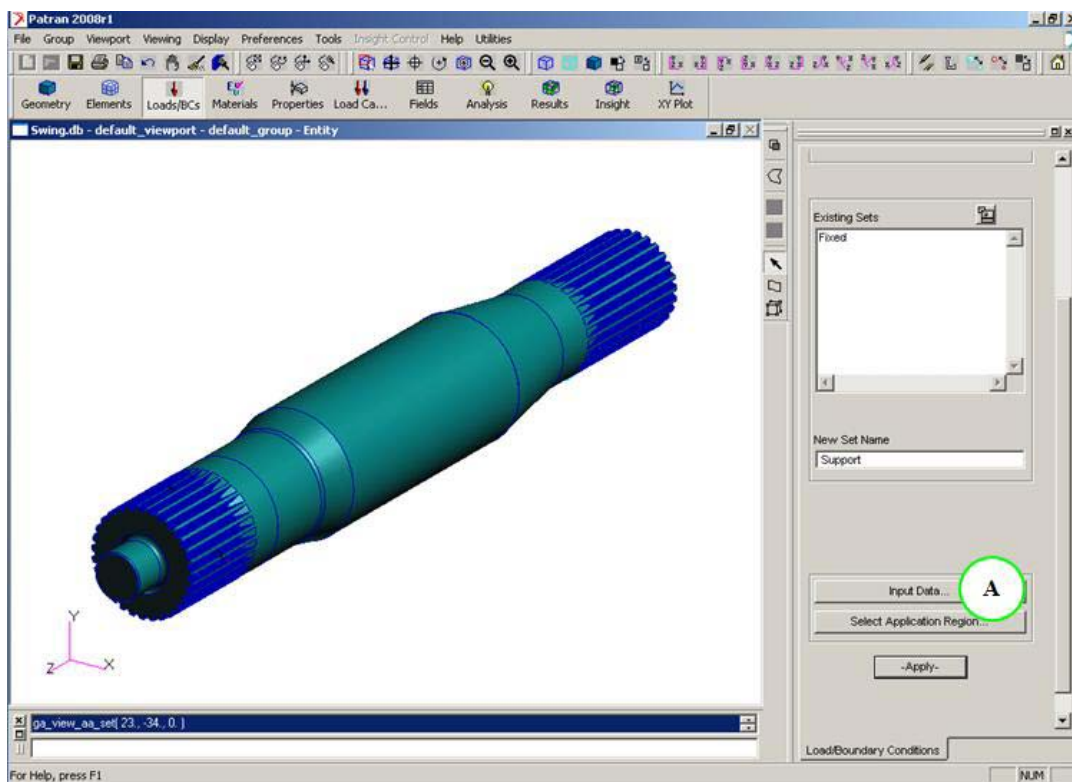 Patran 2008r1
File Group Viewport Viewing Display Preferences Tools Insight Control Help Utilities
Geometry Elements Loads/BCs Materials Properties Load Ca... Fields Analysis Results Insight XY Plot
Swing.db - default_viewport - default_group - Entity
Existing Sets
Fixed
New Set Name
Support
Input Data...
A
Select Application Region...
-Apply-
Y
Z
X
ga_view_aa_set( 23., -34., 0. )
Load/Boundary Conditions
For Help, press F1
NUM